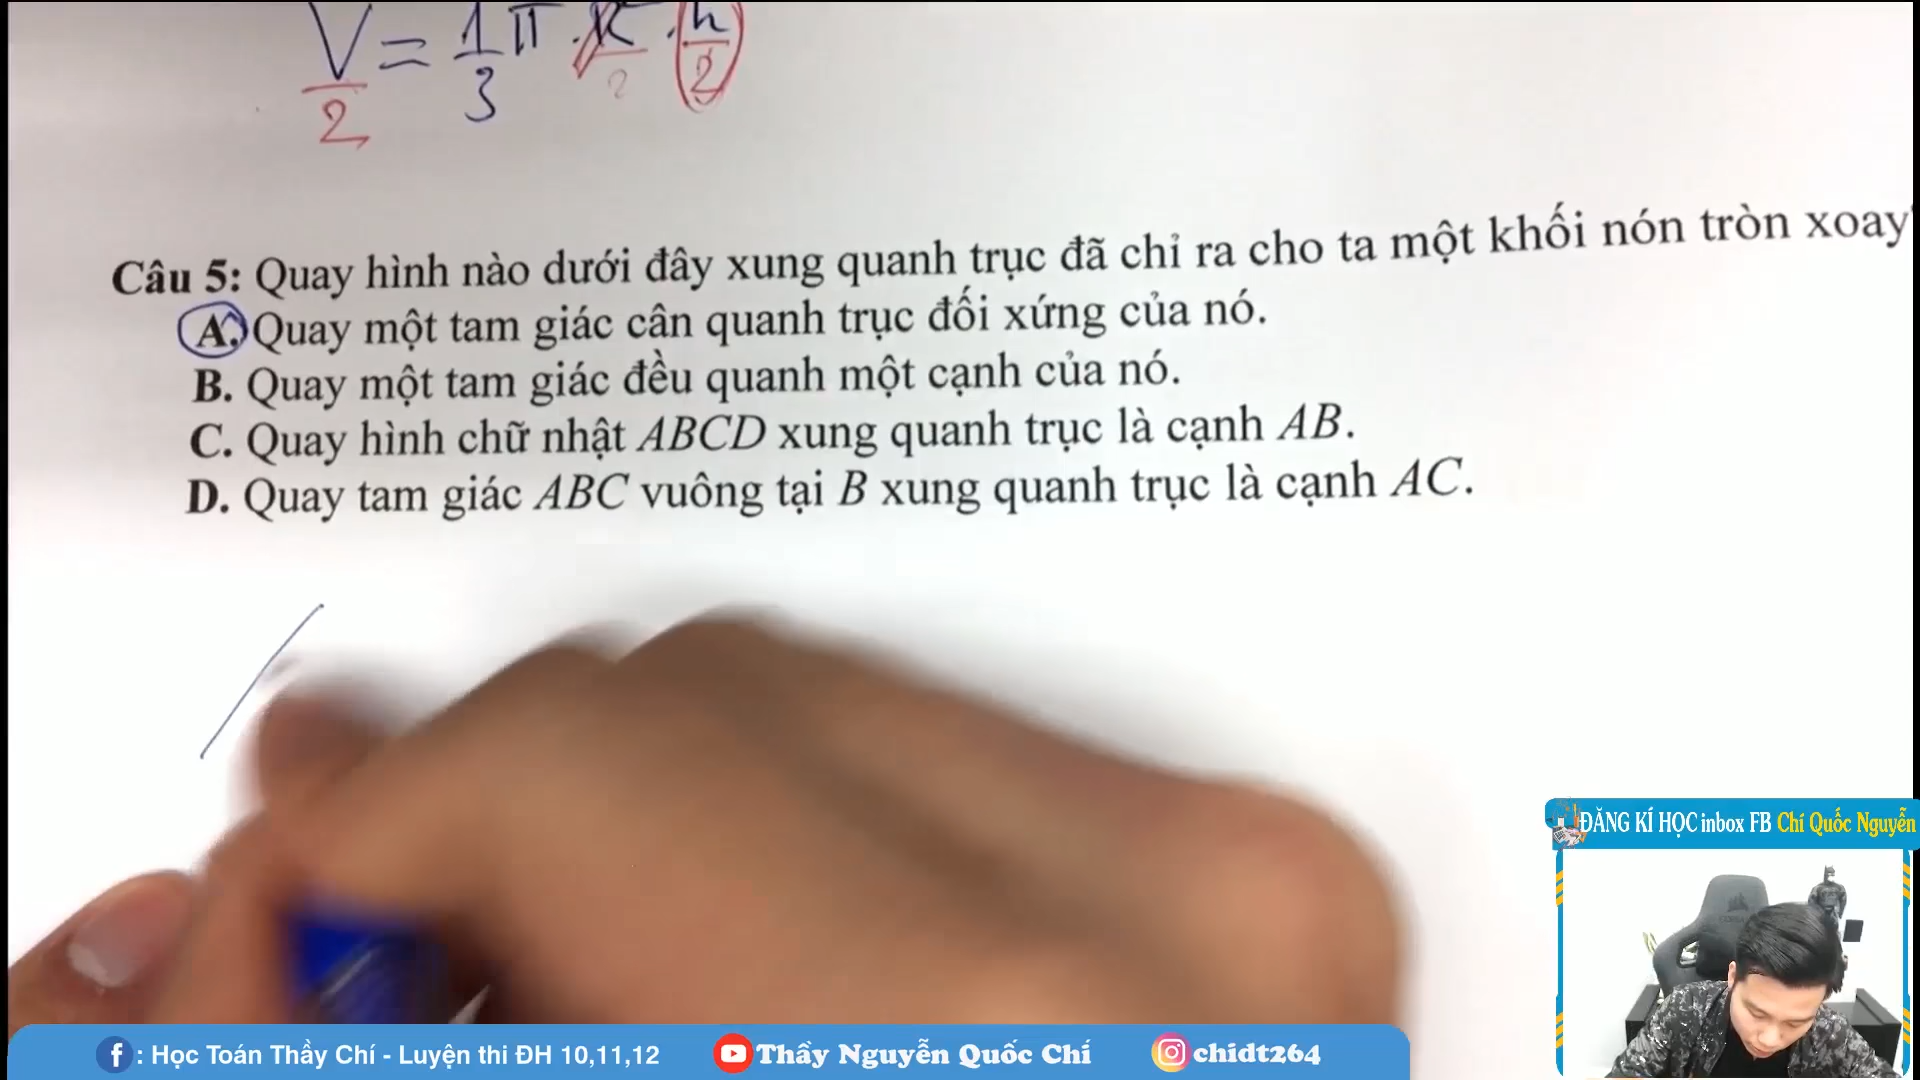 V/2 = 1/3 π · R/2 · h/2
Câu 5: Quay hình nào dưới đây xung quanh trục đã chỉ ra cho ta một khối nón tròn xoay
A. Quay một tam giác cân quanh trục đối xứng của nó.
B. Quay một tam giác đều quanh một cạnh của nó.
C. Quay hình chữ nhật ABCD xung quanh trục là cạnh AB.
D. Quay tam giác ABC vuông tại B xung quanh trục là cạnh AC.
ĐĂNG KÍ HỌC inbox FB Chí Quốc Nguyễn
f : Học Toán Thầy Chí - Luyện thi ĐH 10,11,12
Thầy Nguyễn Quốc Chí
chidt264